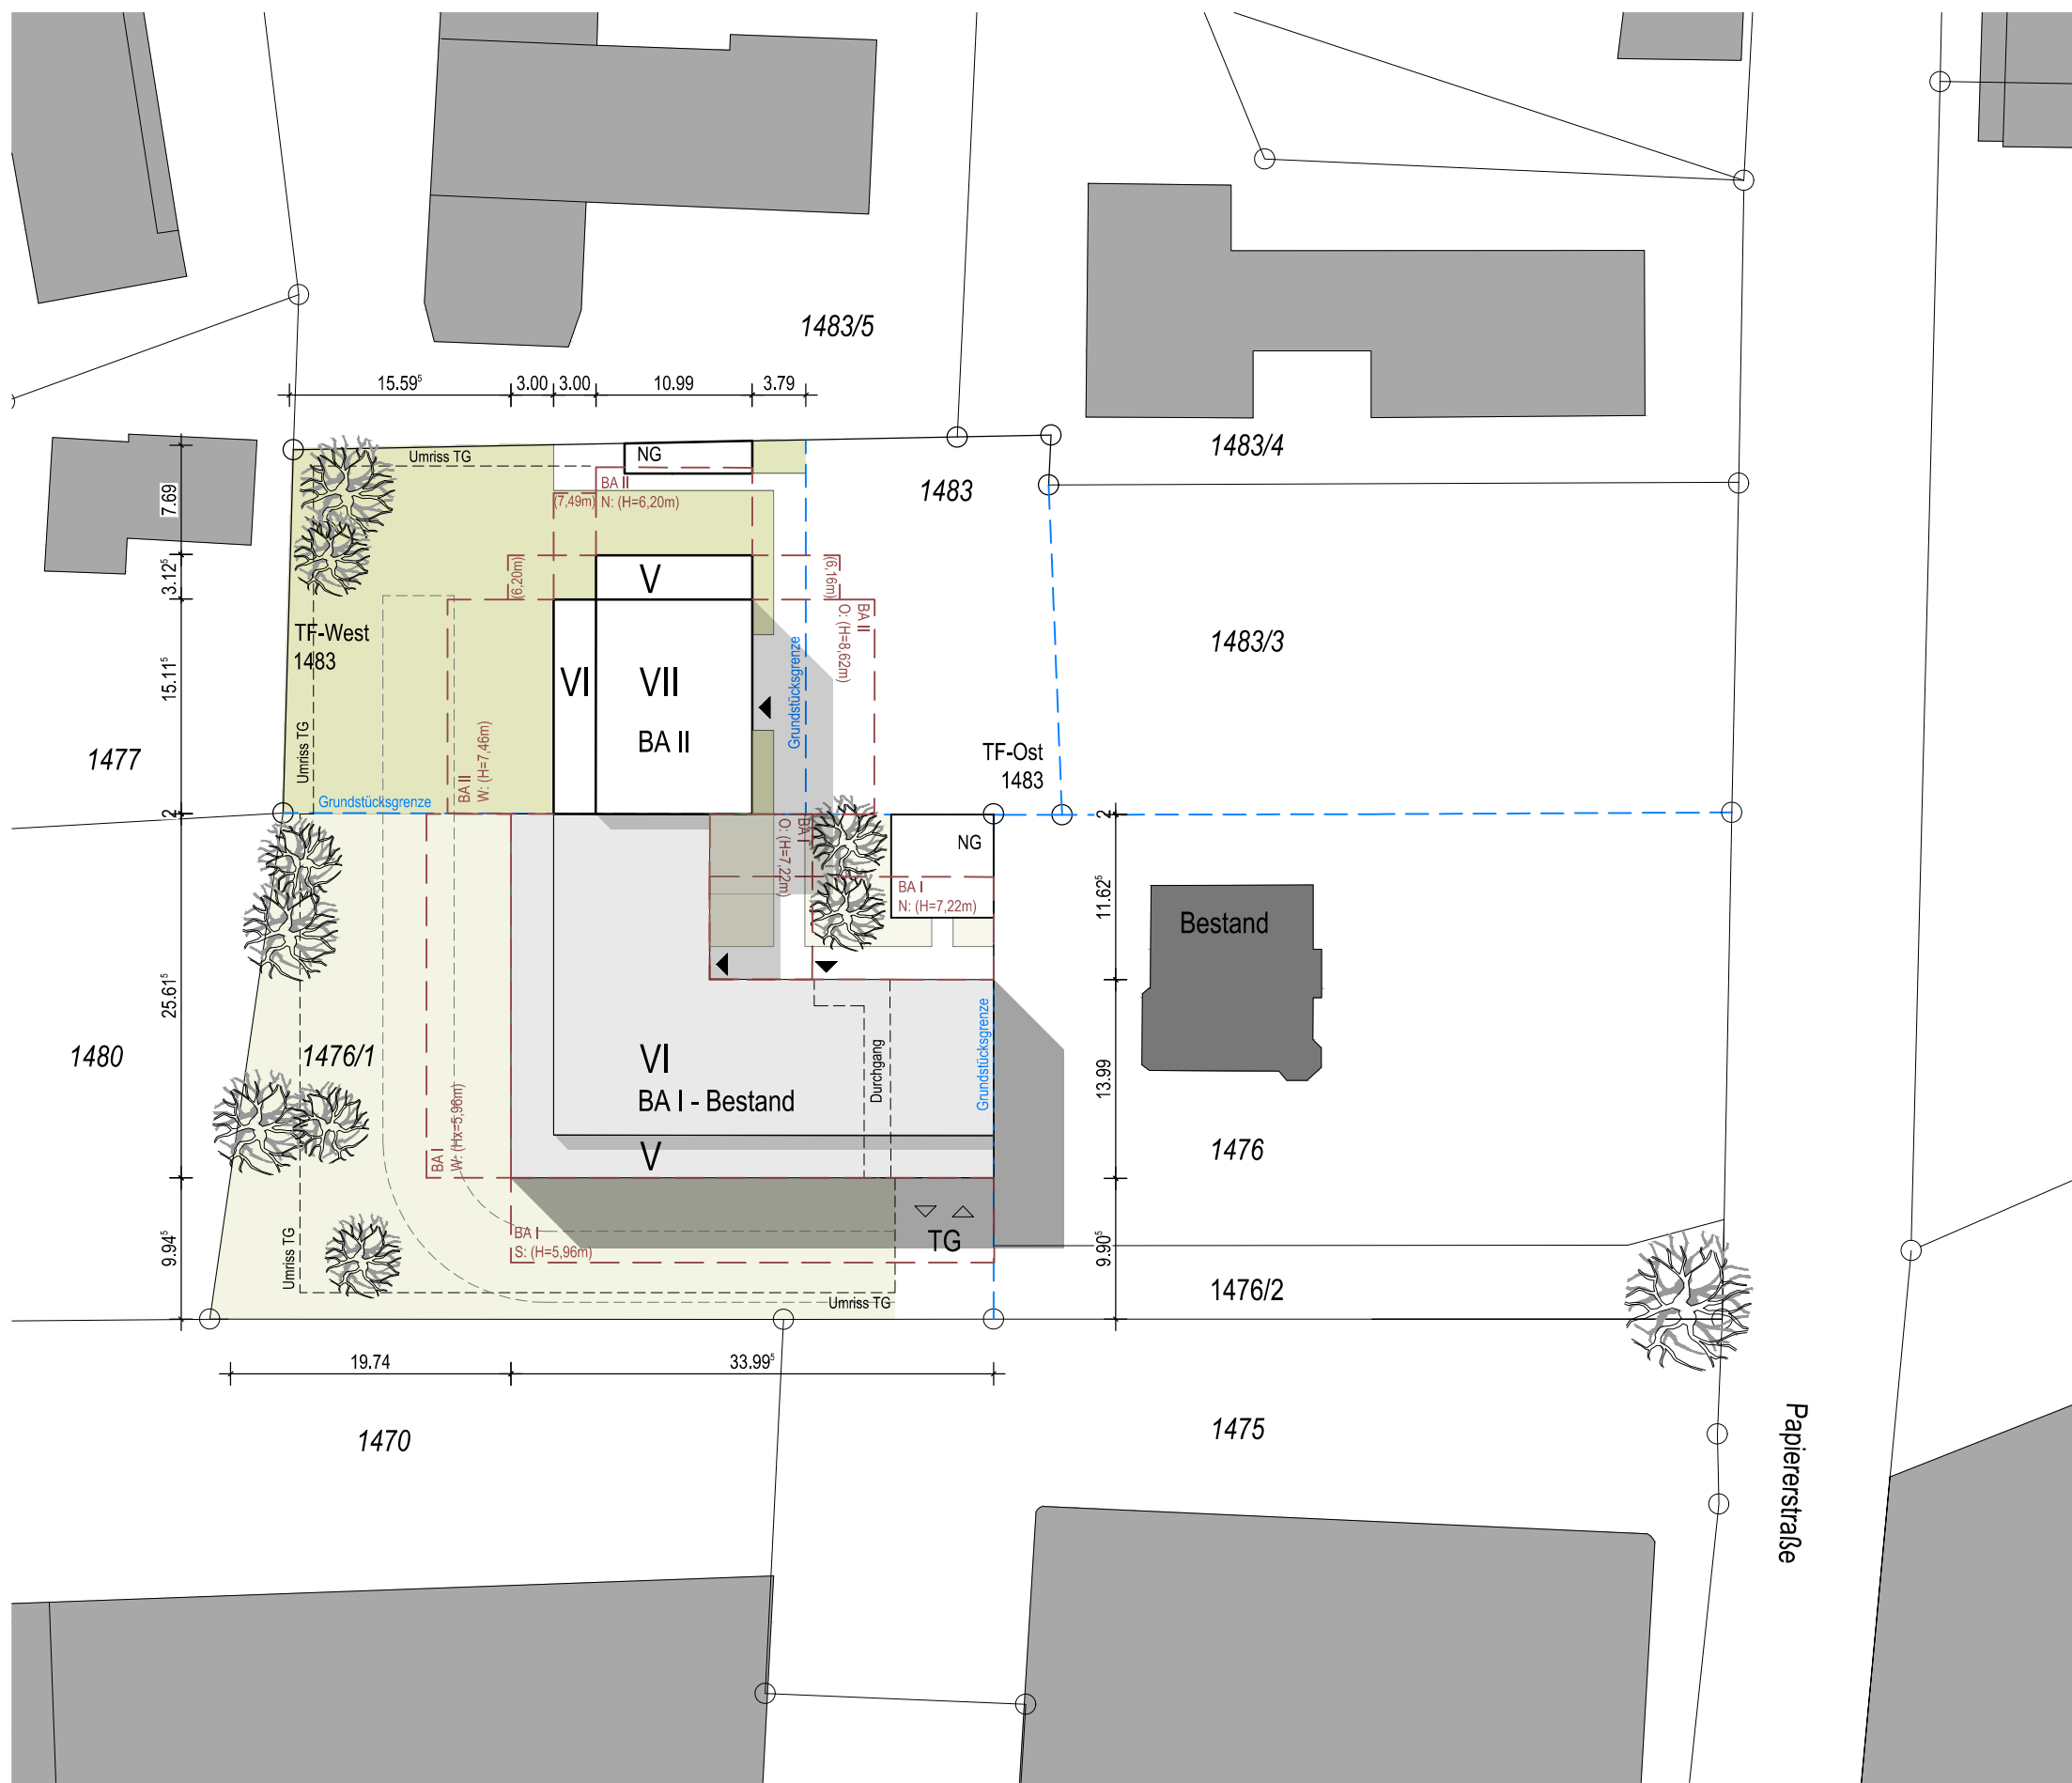 1483/5
15.59⁵
3.00
3.00
10.99
3.79
1483/4
Umriss TG
NG
BA II
N: (H=6,20m)
(7,49m)
1483
7.69
3.12⁵
(6,20m)
(6,16m)
V
BA II
O: (H=8,62m)
TF-West
1483
1483/3
15.11⁵
VI
VII
BA II
Grundstücksgrenze
Umriss TG
BA II
W: (H=7,46m)
1477
TF-Ost
1483
Grundstücksgrenze
2
2
BA I
O: (H=7,22m)
NG
BA I
N: (H=7,22m)
11.62⁵
Bestand
25.61⁵
1480
1476/1
VI
BA I - Bestand
Durchgang
Grundstücksgrenze
13.99
1476
BA I
W: (Hx=5,96m)
V
9.94⁵
Umriss TG
BA I
S: (H=5,96m)
TG
9.90⁵
1476/2
Umriss TG
19.74
33.99⁵
1470
1475
Papiererstraße